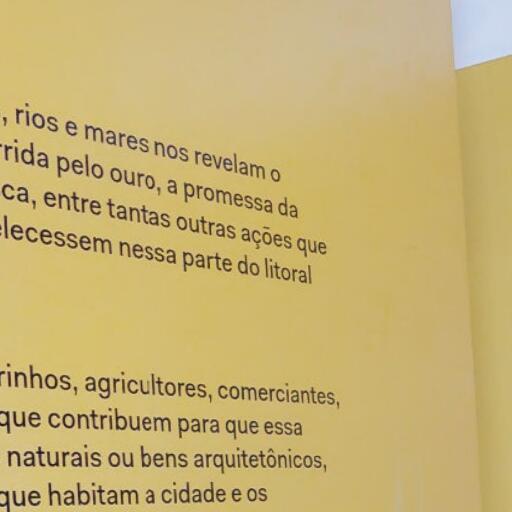 , rios e mares nos revelam o
rrida pelo ouro, a promessa da
ca, entre tantas outras ações que
elecessem nessa parte do litoral
rinhos, agricultores, comerciantes,
que contribuem para que essa
naturais ou bens arquitetônicos,
que habitam a cidade e os